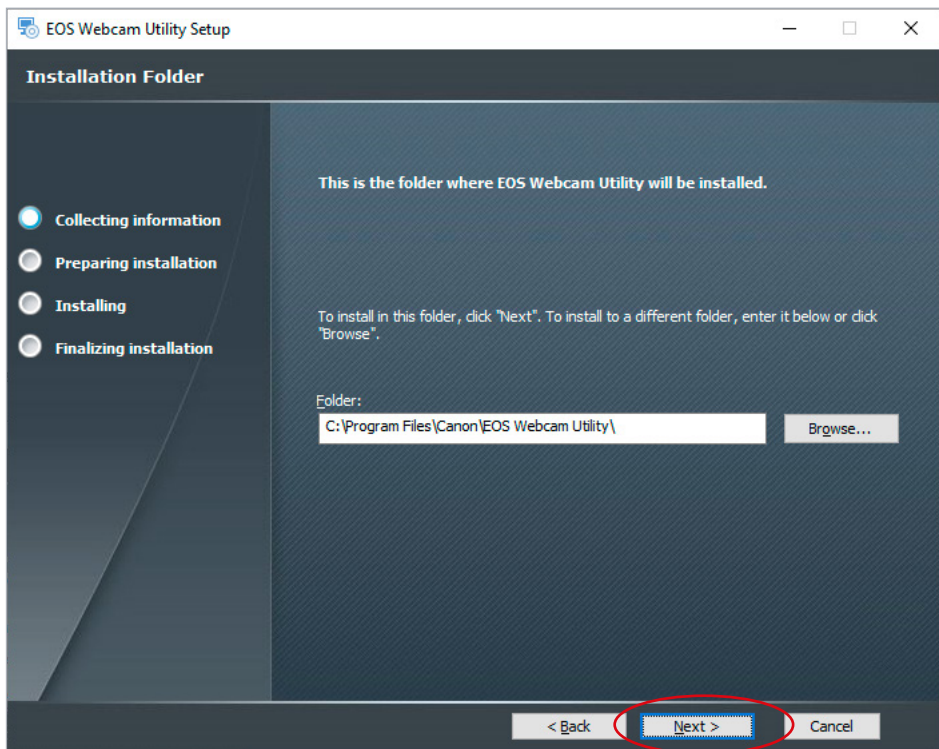 EOS Webcam Utility Setup
Installation Folder
This is the folder where EOS Webcam Utility will be installed.
Collecting information
Preparing installation
Installing
Finalizing installation
To install in this folder, click "Next". To install to a different folder, enter it below or click
"Browse".
Folder:
C:\Program Files\Canon\EOS Webcam Utility\
Browse...
< Back
Next >
Cancel